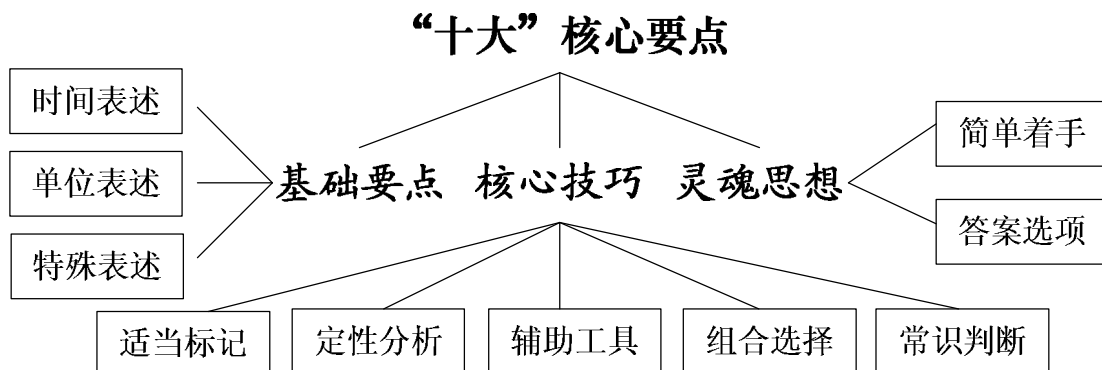 “十大”核心要点
时间表述
单位表述
特殊表述
基础要点 核心技巧 灵魂思想
简单着手
答案选项
适当标记 定性分析 辅助工具 组合选择 常识判断